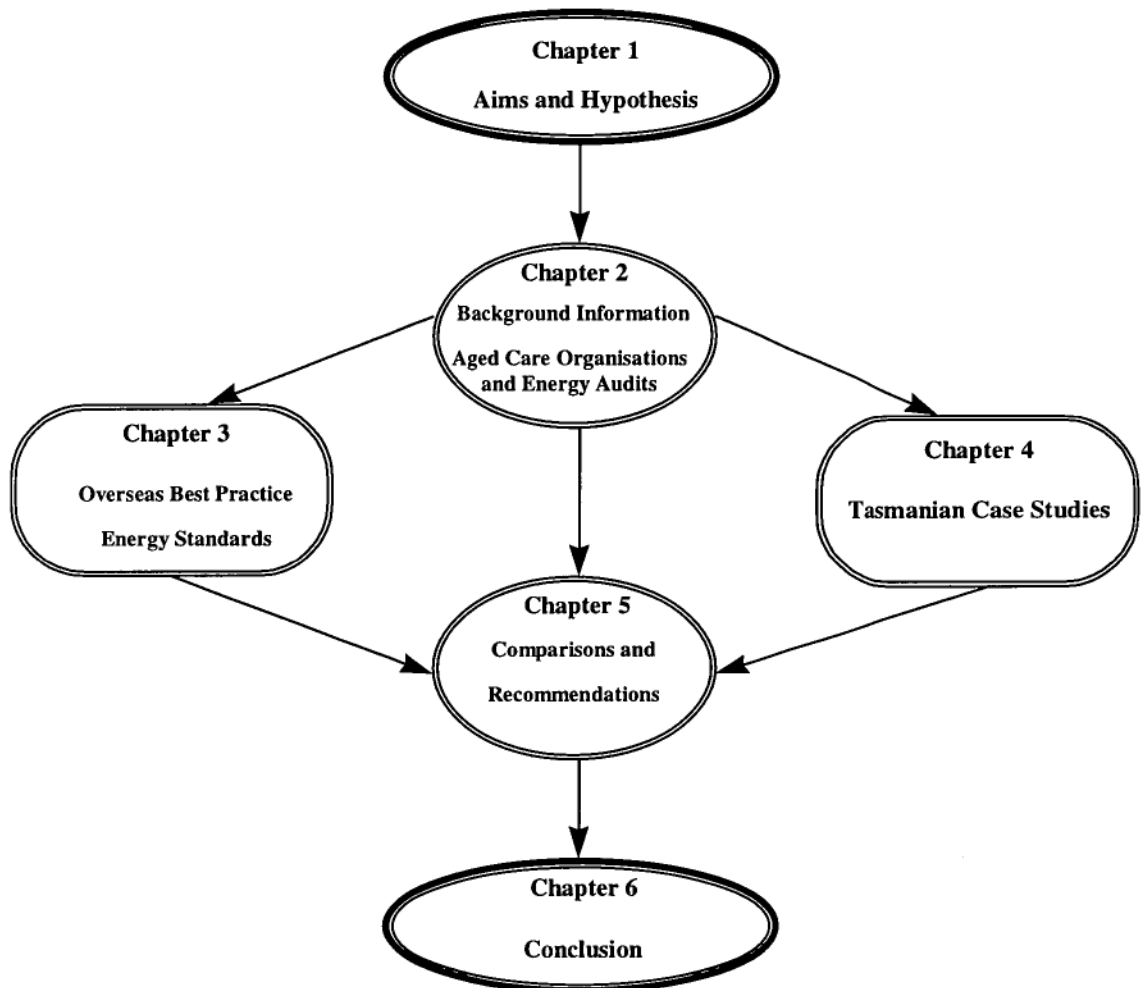 Chapter 1
Aims and Hypothesis
Chapter 2
Background Information
Aged Care Organisations
and Energy Audits
Chapter 3
Overseas Best Practice
Energy Standards
Chapter 4
Tasmanian Case Studies
Chapter 5
Comparisons and
Recommendations
Chapter 6
Conclusion